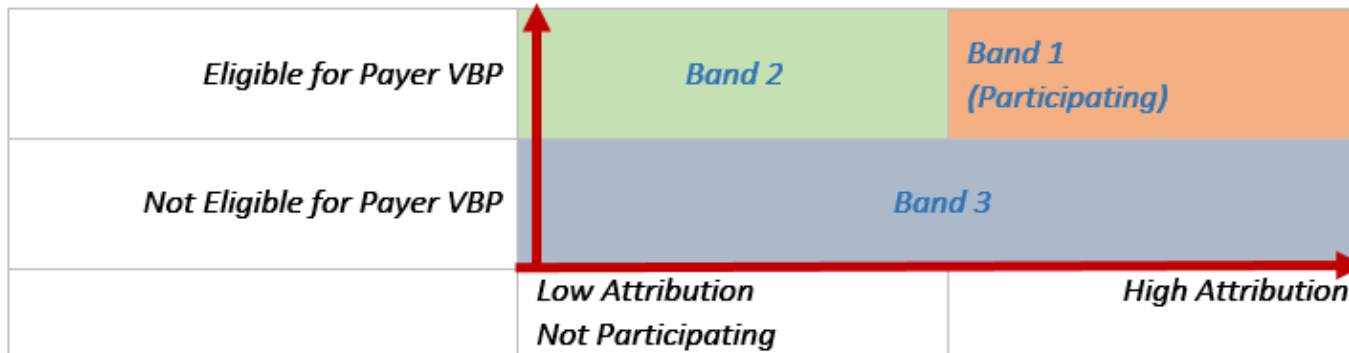 Eligible for Payer VBP
Band 2
Band 1
(Participating)
Not Eligible for Payer VBP
Band 3
Low Attribution
Not Participating
High Attribution